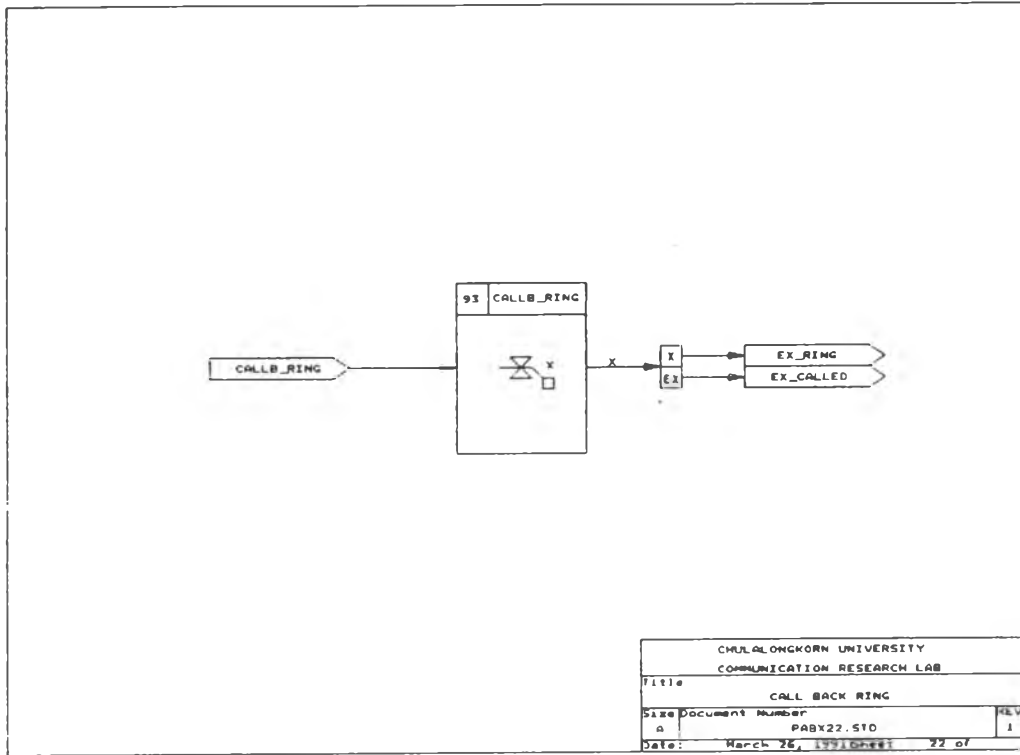 93 CALLB_RING
CALLB_RING
X
X
X
EX
EX_RING
EX_CALLED
CHULALONGKORN UNIVERSITY
COMMUNICATION RESEARCH LAB
Title
CALL BACK RING
Size Document Number REV
A PABX22.STD 1
Date: March 26, 1991 Sheet 22 of